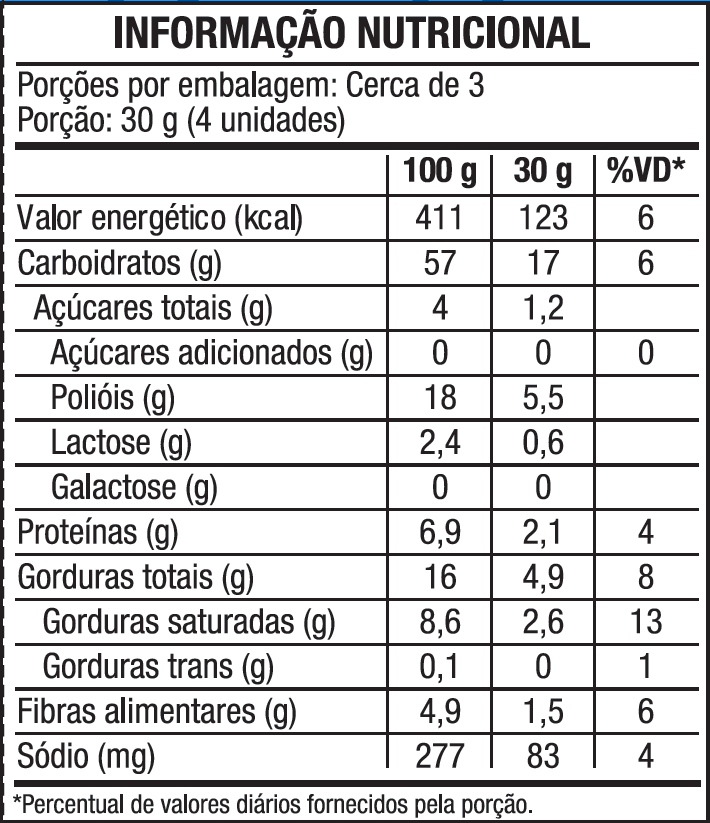 INFORMAÇÃO NUTRICIONAL
Porções por embalagem: Cerca de 3
Porção: 30 g (4 unidades)
100 g 30 g %VD*
Valor energético (kcal) 411 123 6
Carboidratos (g) 57 17 6
Açúcares totais (g) 4 1,2
Açúcares adicionados (g) 0 0 0
Polióis (g) 18 5,5
Lactose (g) 2,4 0,6
Galactose (g) 0 0
Proteínas (g) 6,9 2,1 4
Gorduras totais (g) 16 4,9 8
Gorduras saturadas (g) 8,6 2,6 13
Gorduras trans (g) 0,1 0 1
Fibras alimentares (g) 4,9 1,5 6
Sódio (mg) 277 83 4
*Percentual de valores diários fornecidos pela porção.